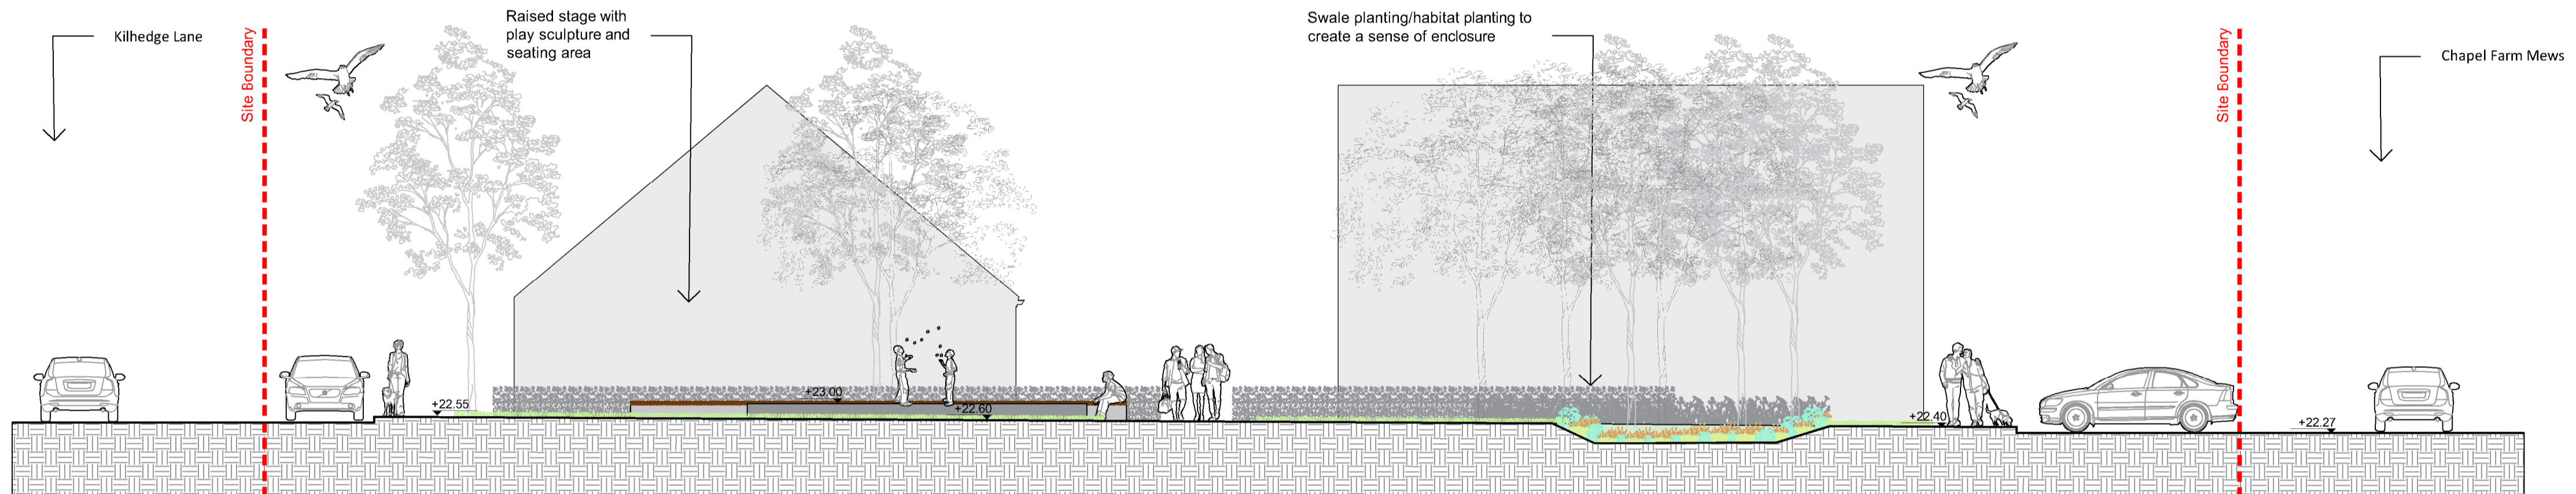 Kilhedge Lane
Site Boundary
Raised stage with
play sculpture and
seating area
Swale planting/habitat planting to
create a sense of enclosure
Site Boundary
Chapel Farm Mews
+22.55
+23.00
+22.60
+22.40
+22.27